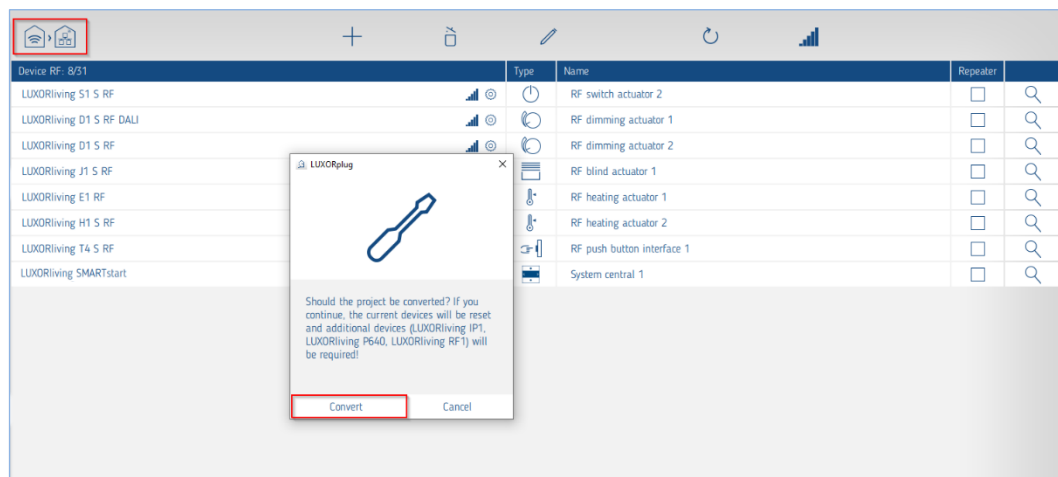 Device RF: 8/31 Type Name Repeater
LUXORliving S1 S RF RF switch actuator 2
LUXORliving D1 S RF DALI RF dimming actuator 1
LUXORliving D1 S RF RF dimming actuator 2
LUXORliving J1 S RF RF blind actuator 1
LUXORliving E1 RF RF heating actuator 1
LUXORliving H1 S RF RF heating actuator 2
LUXORliving T4 S RF RF push button interface 1
LUXORliving SMARTstart System central 1
LUXORplug
Should the project be converted? If you
continue, the current devices will be reset
and additional devices (LUXORliving IP1,
LUXORliving P640, LUXORliving RF1) will
be required!
Convert Cancel